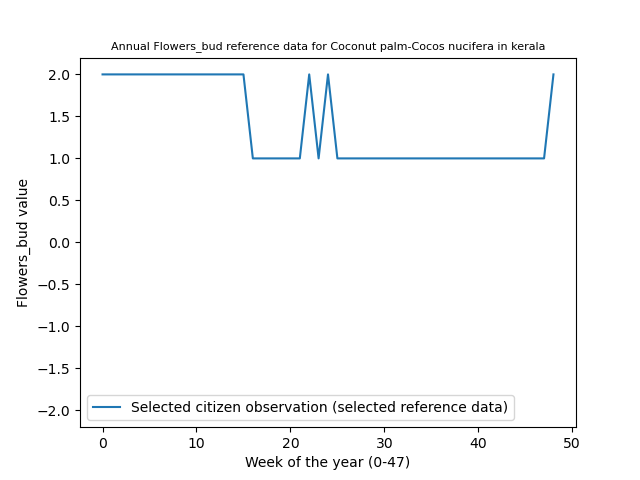 Annual Flowers_bud reference data for Coconut palm-Cocos nucifera in kerala
2.0
1.5
1.0
0.5
0.0
−0.5
−1.0
−1.5
−2.0
Flowers_bud value
Selected citizen observation (selected reference data)
0 10 20 30 40 50
Week of the year (0-47)